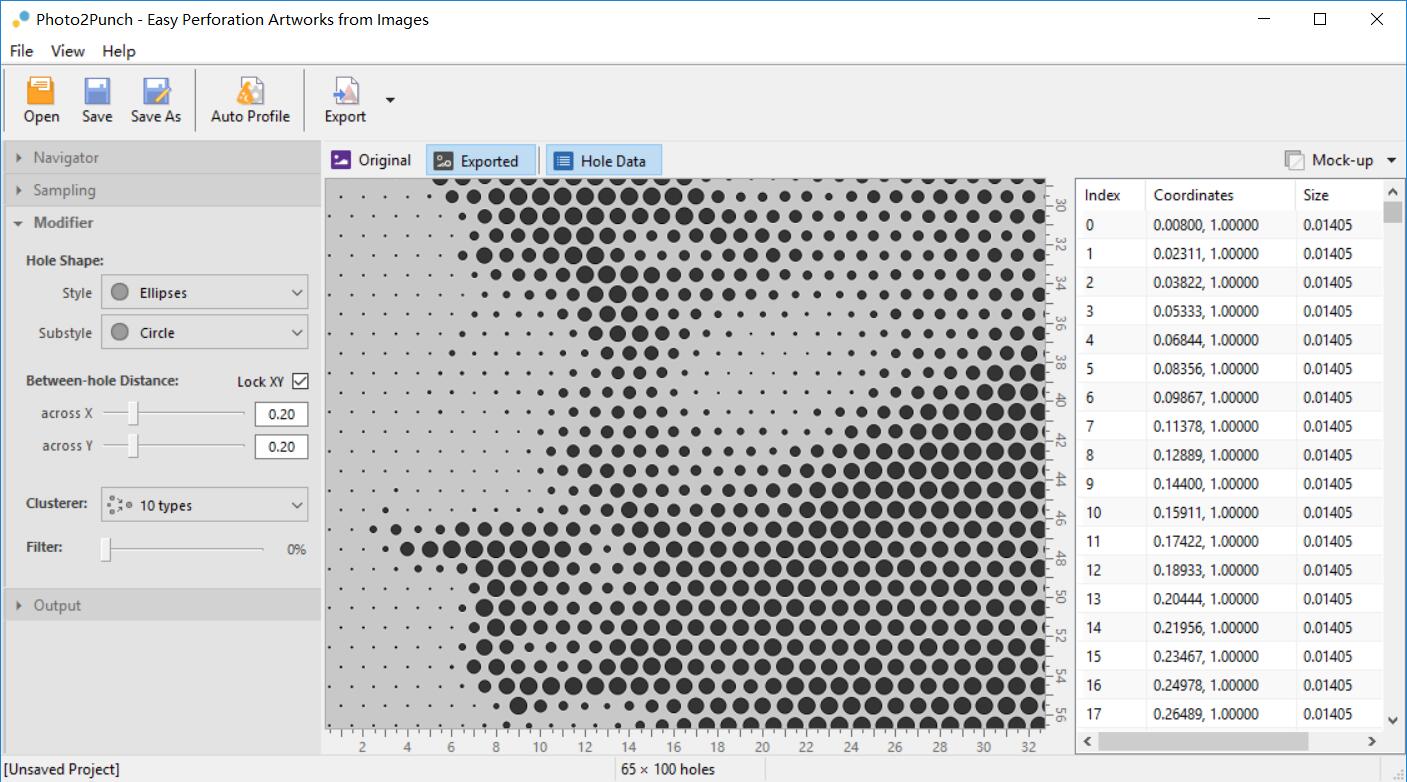 Photo2Punch - Easy Perforation Artworks from Images
File View Help
Open Save Save As Auto Profile Export
Navigator
Sampling
Modifier
Hole Shape:
Style Ellipses
Substyle Circle
Between-hole Distance: Lock XY
across X 0.20
across Y 0.20
Clusterer: 10 types
Filter: 0%
Output
Original Exported Hole Data Mock-up
30
32
34
36
38
40
42
44
46
48
50
52
54
56
2 4 6 8 10 12 14 16 18 20 22 24 26 28 30 32
Index Coordinates Size
0 0.00800, 1.00000 0.01405
1 0.02311, 1.00000 0.01405
2 0.03822, 1.00000 0.01405
3 0.05333, 1.00000 0.01405
4 0.06844, 1.00000 0.01405
5 0.08356, 1.00000 0.01405
6 0.09867, 1.00000 0.01405
7 0.11378, 1.00000 0.01405
8 0.12889, 1.00000 0.01405
9 0.14400, 1.00000 0.01405
10 0.15911, 1.00000 0.01405
11 0.17422, 1.00000 0.01405
12 0.18933, 1.00000 0.01405
13 0.20444, 1.00000 0.01405
14 0.21956, 1.00000 0.01405
15 0.23467, 1.00000 0.01405
16 0.24978, 1.00000 0.01405
17 0.26489, 1.00000 0.01405
[Unsaved Project] 65 × 100 holes